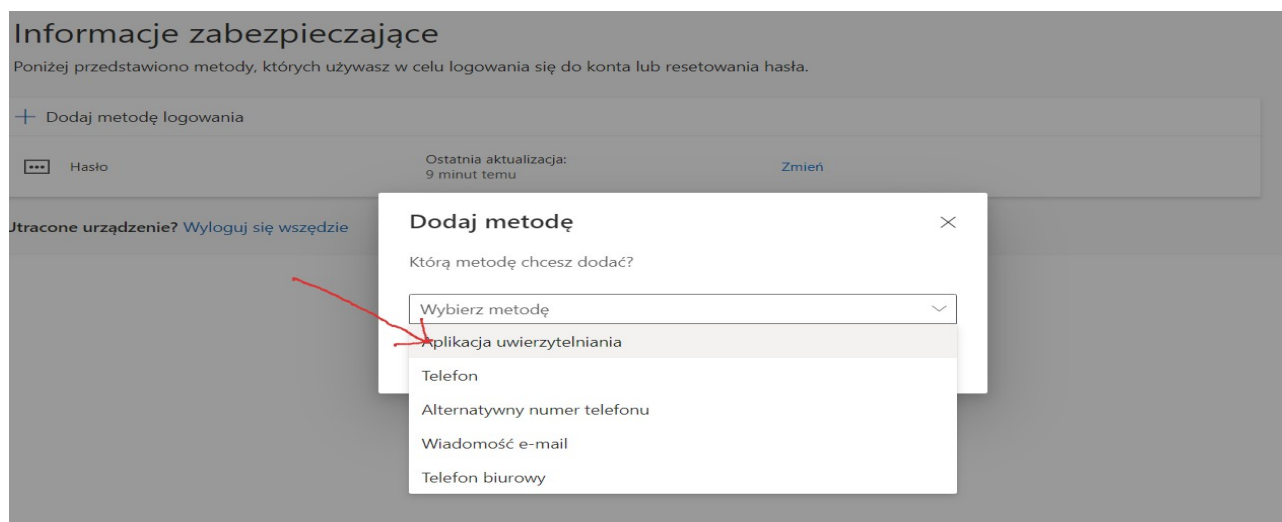 Informacje zabezpieczające
Poniżej przedstawiono metody, których używasz w celu logowania się do konta lub resetowania hasła.
Dodaj metodę logowania
Hasło
Ostatnia aktualizacja:
9 minut temu
Zmień
Utracone urządzenie? Wyloguj się wszędzie
Dodaj metodę
Którą metodę chcesz dodać?
Wybierz metodę
Aplikacja uwierzytelniania
Telefon
Alternatywny numer telefonu
Wiadomość e-mail
Telefon biurowy